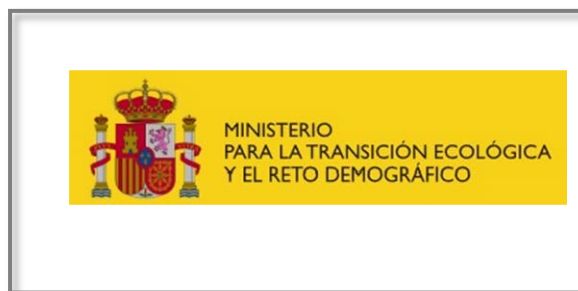 MINISTERIO
PARA LA TRANSICIÓN ECOLÓGICA
Y EL RETO DEMOGRÁFICO